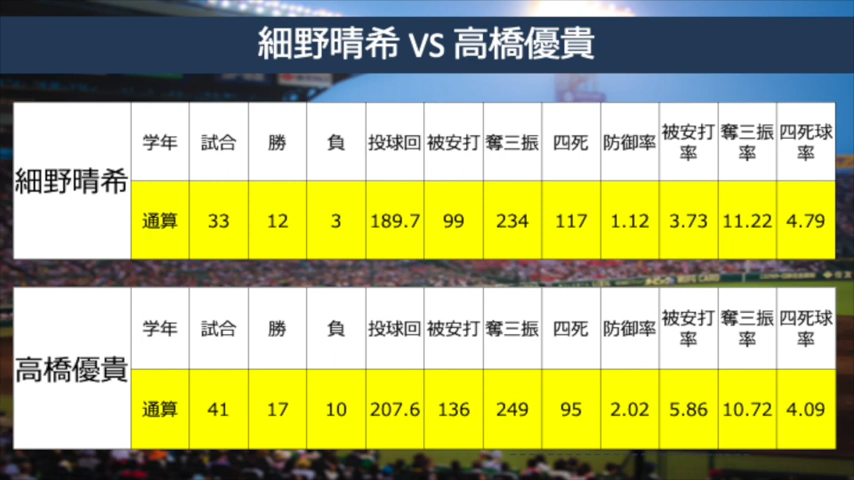 細野晴希 VS 高橋優貴
細野晴希
学年 試合 勝 負 投球回 被安打 奪三振 四死 防御率 被安打率 奪三振率 四死球率
通算 33 12 3 189.7 99 234 117 1.12 3.73 11.22 4.79
高橋優貴
学年 試合 勝 負 投球回 被安打 奪三振 四死 防御率 被安打率 奪三振率 四死球率
通算 41 17 10 207.6 136 249 95 2.02 5.86 10.72 4.09